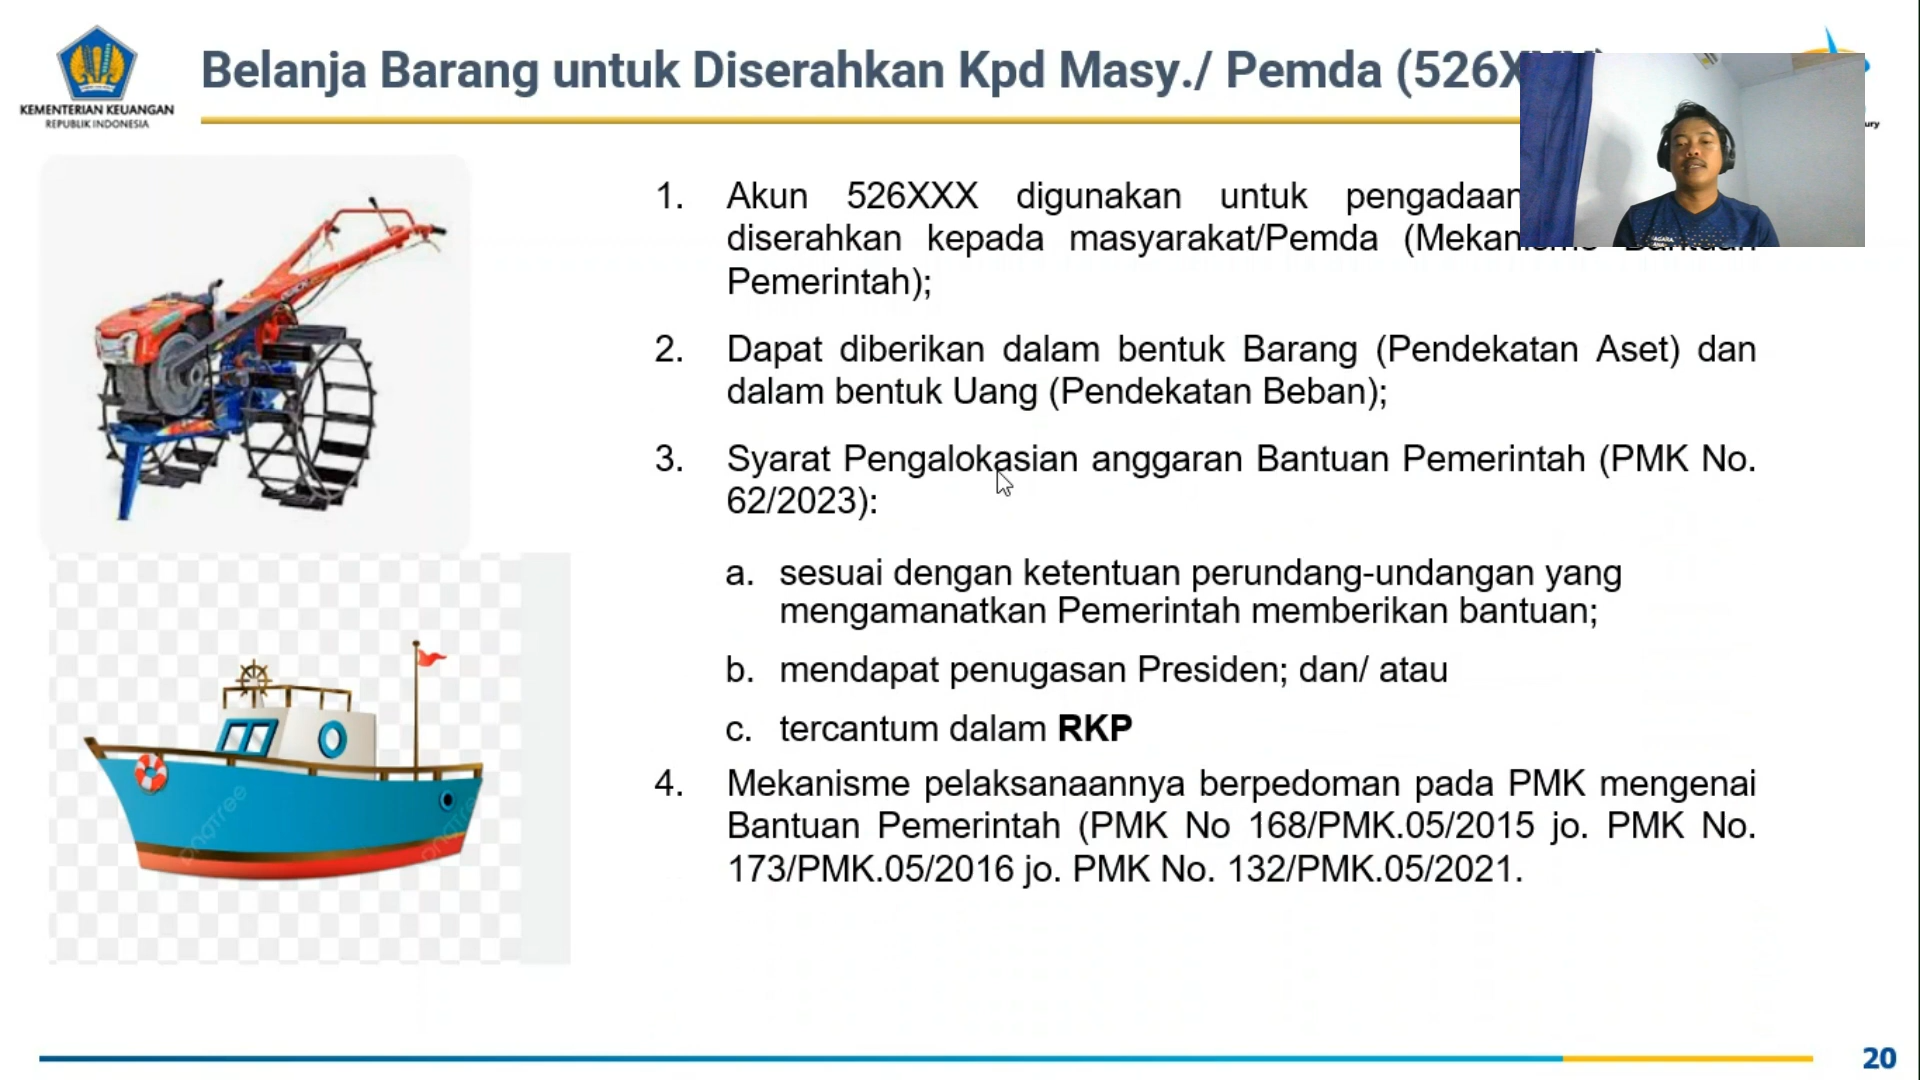 KEMENTERIAN KEUANGAN
REPUBLIK INDONESIA
Belanja Barang untuk Diserahkan Kpd Masy./ Pemda (526X
ury
1. Akun 526XXX digunakan untuk pengadaan
diserahkan kepada masyarakat/Pemda (Mekanisme Bantuan
Pemerintah);
2. Dapat diberikan dalam bentuk Barang (Pendekatan Aset) dan
dalam bentuk Uang (Pendekatan Beban);
3. Syarat Pengalokasian anggaran Bantuan Pemerintah (PMK No.
62/2023):
a. sesuai dengan ketentuan perundang-undangan yang
mengamanatkan Pemerintah memberikan bantuan;
b. mendapat penugasan Presiden; dan/ atau
c. tercantum dalam RKP
4. Mekanisme pelaksanaannya berpedoman pada PMK mengenai
Bantuan Pemerintah (PMK No 168/PMK.05/2015 jo. PMK No.
173/PMK.05/2016 jo. PMK No. 132/PMK.05/2021.
pngtree
pngtree
20